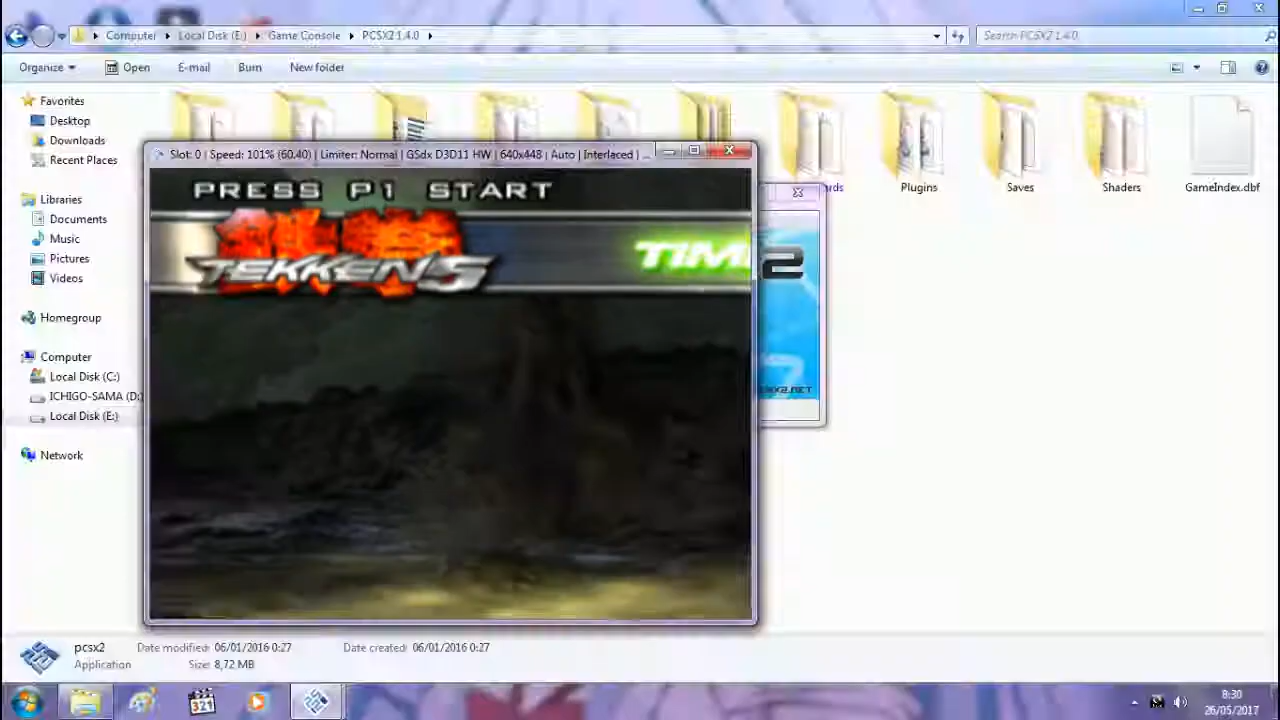 Computer Local Disk (E:) Game Console PCSX2 1.4.0
Search PCSX2 1.4.0
Organize Open E-mail Burn New folder
Favorites
Desktop
Downloads
Recent Places
Libraries
Documents
Music
Pictures
Videos
Homegroup
Computer
Local Disk (C:)
ICHIRO-SAMA (D:)
Local Disk (E:)
Network
Plugins
Saves
Shaders
GameIndex.dbf
Slot: 0 | Speed: 101% (60.40) | Limiter: Normal | GSdx D3D11 HW | 640x448 | Auto | Interlaced | ...
PRESS P1 START
TEKKEN 5
TIM
2
pcsx2
Application
Date modified: 06/01/2016 0:27
Size: 8,72 MB
Date created: 06/01/2016 0:27
321
8:30
26/05/2017